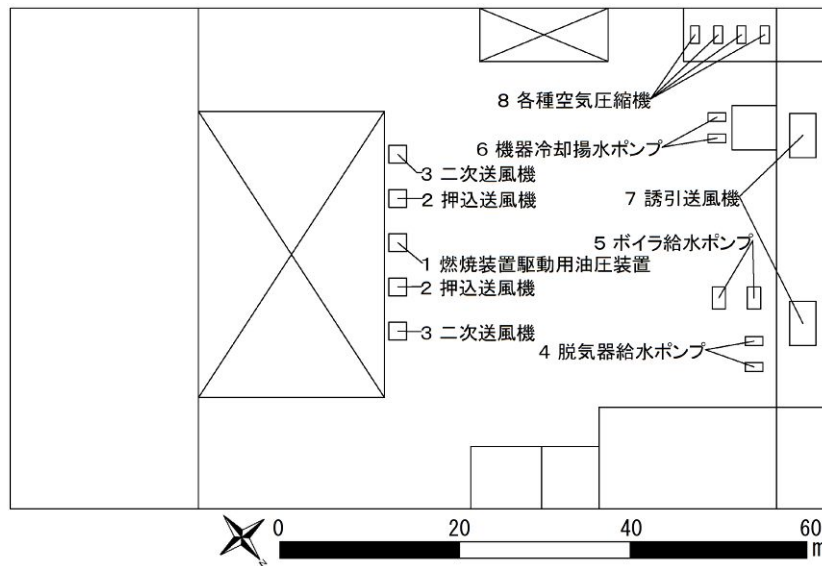 8 各種空気圧縮機
6 機器冷却揚水ポンプ
3 二次送風機
2 押込送風機
7 誘引送風機
5 ボイラ給水ポンプ
1 燃焼装置駆動用油圧装置
2 押込送風機
3 二次送風機
4 脱気器給水ポンプ
N
0 20 40 60
m